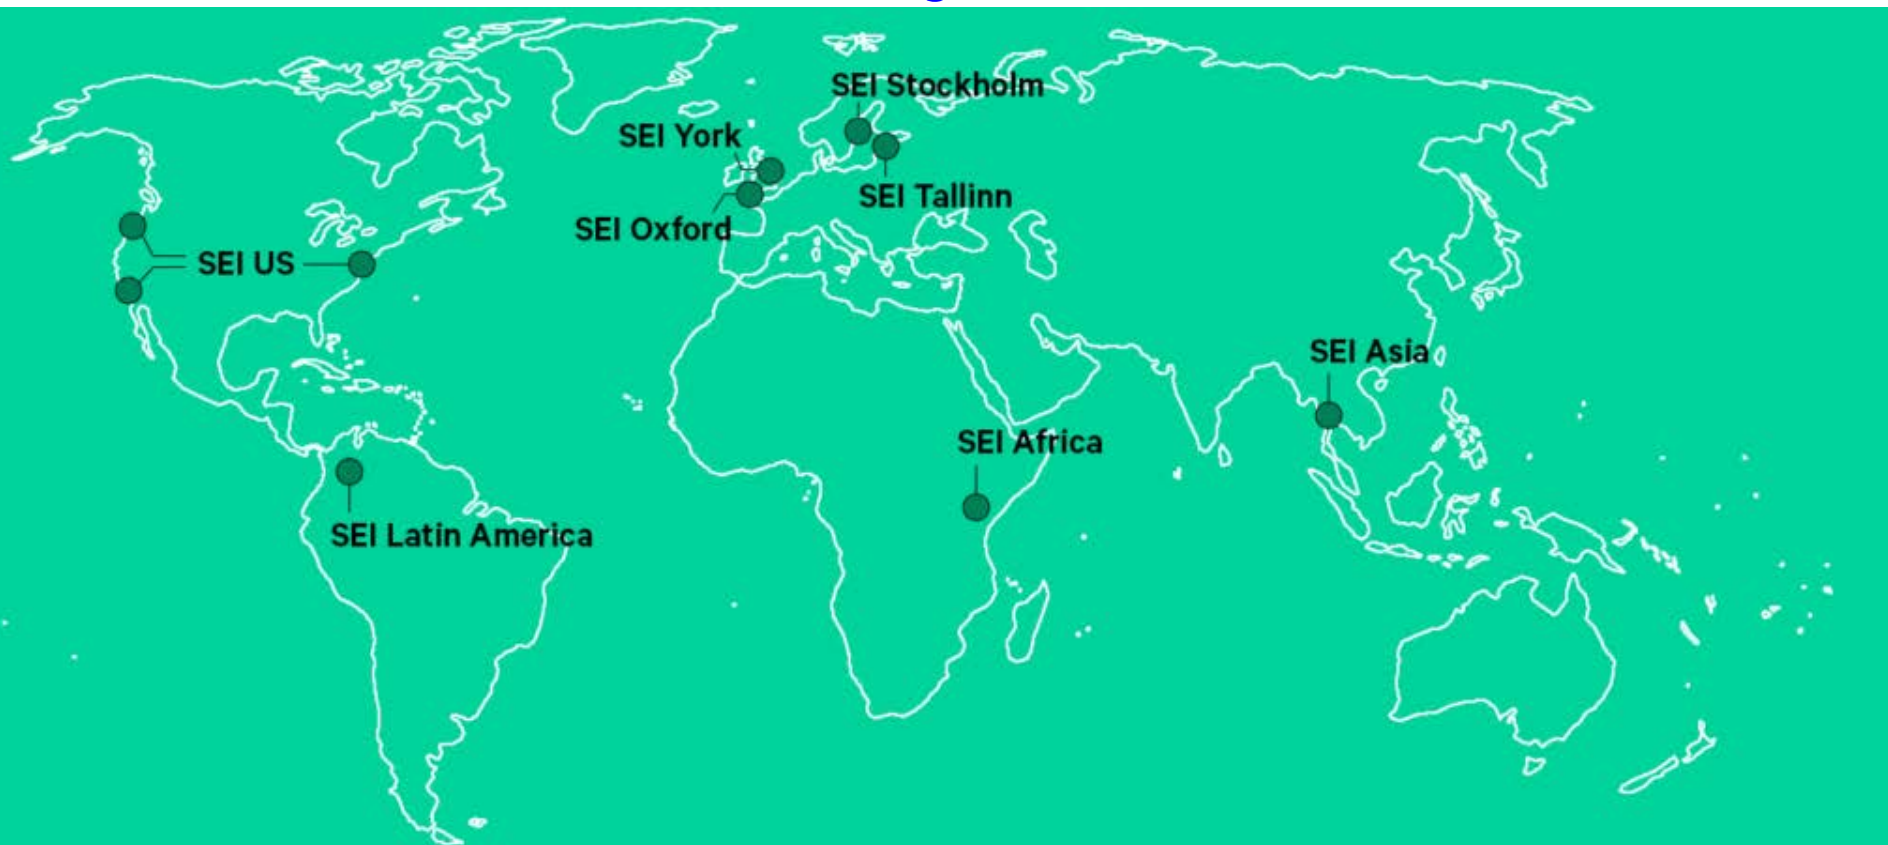 SEI Stockholm
SEI York
SEI Tallinn
SEI Oxford
SEI US
SEI Asia
SEI Africa
SEI Latin America